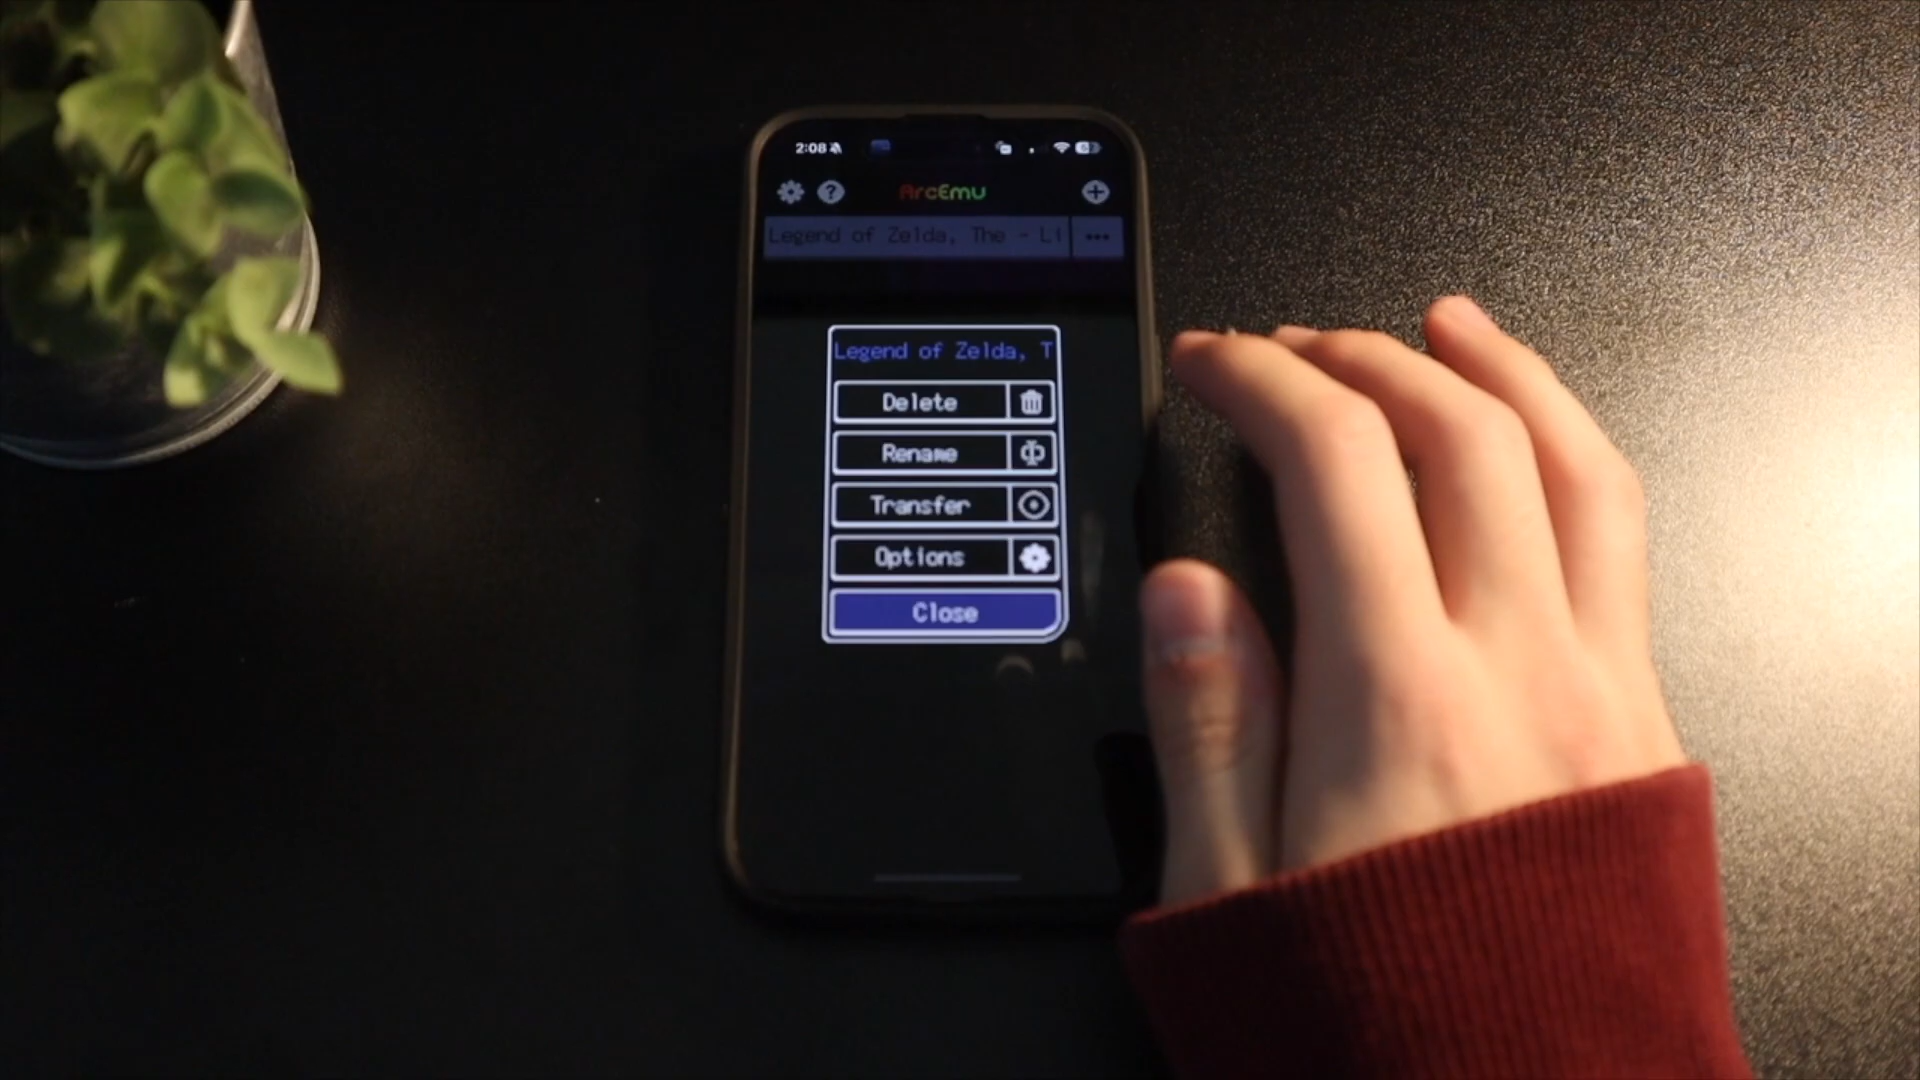 2:08
ArcEmu
Legend of Zelda, The - Li
Legend of Zelda, T
Delete
Rename
Transfer
Options
Close